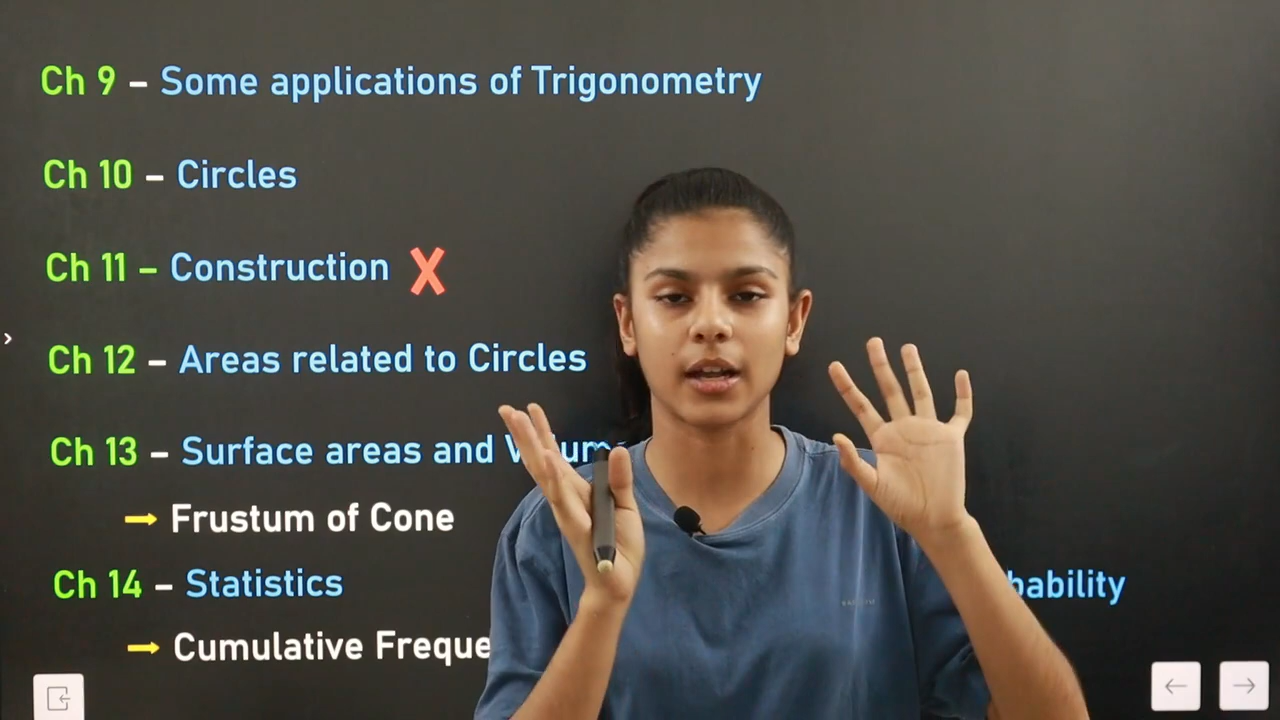 Ch 9 – Some applications of Trigonometry
Ch 10 – Circles
Ch 11 – Construction X
Ch 12 – Areas related to Circles
Ch 13 – Surface areas and
→ Frustum of Cone
Ch 14 – Statistics
→ Cumulative